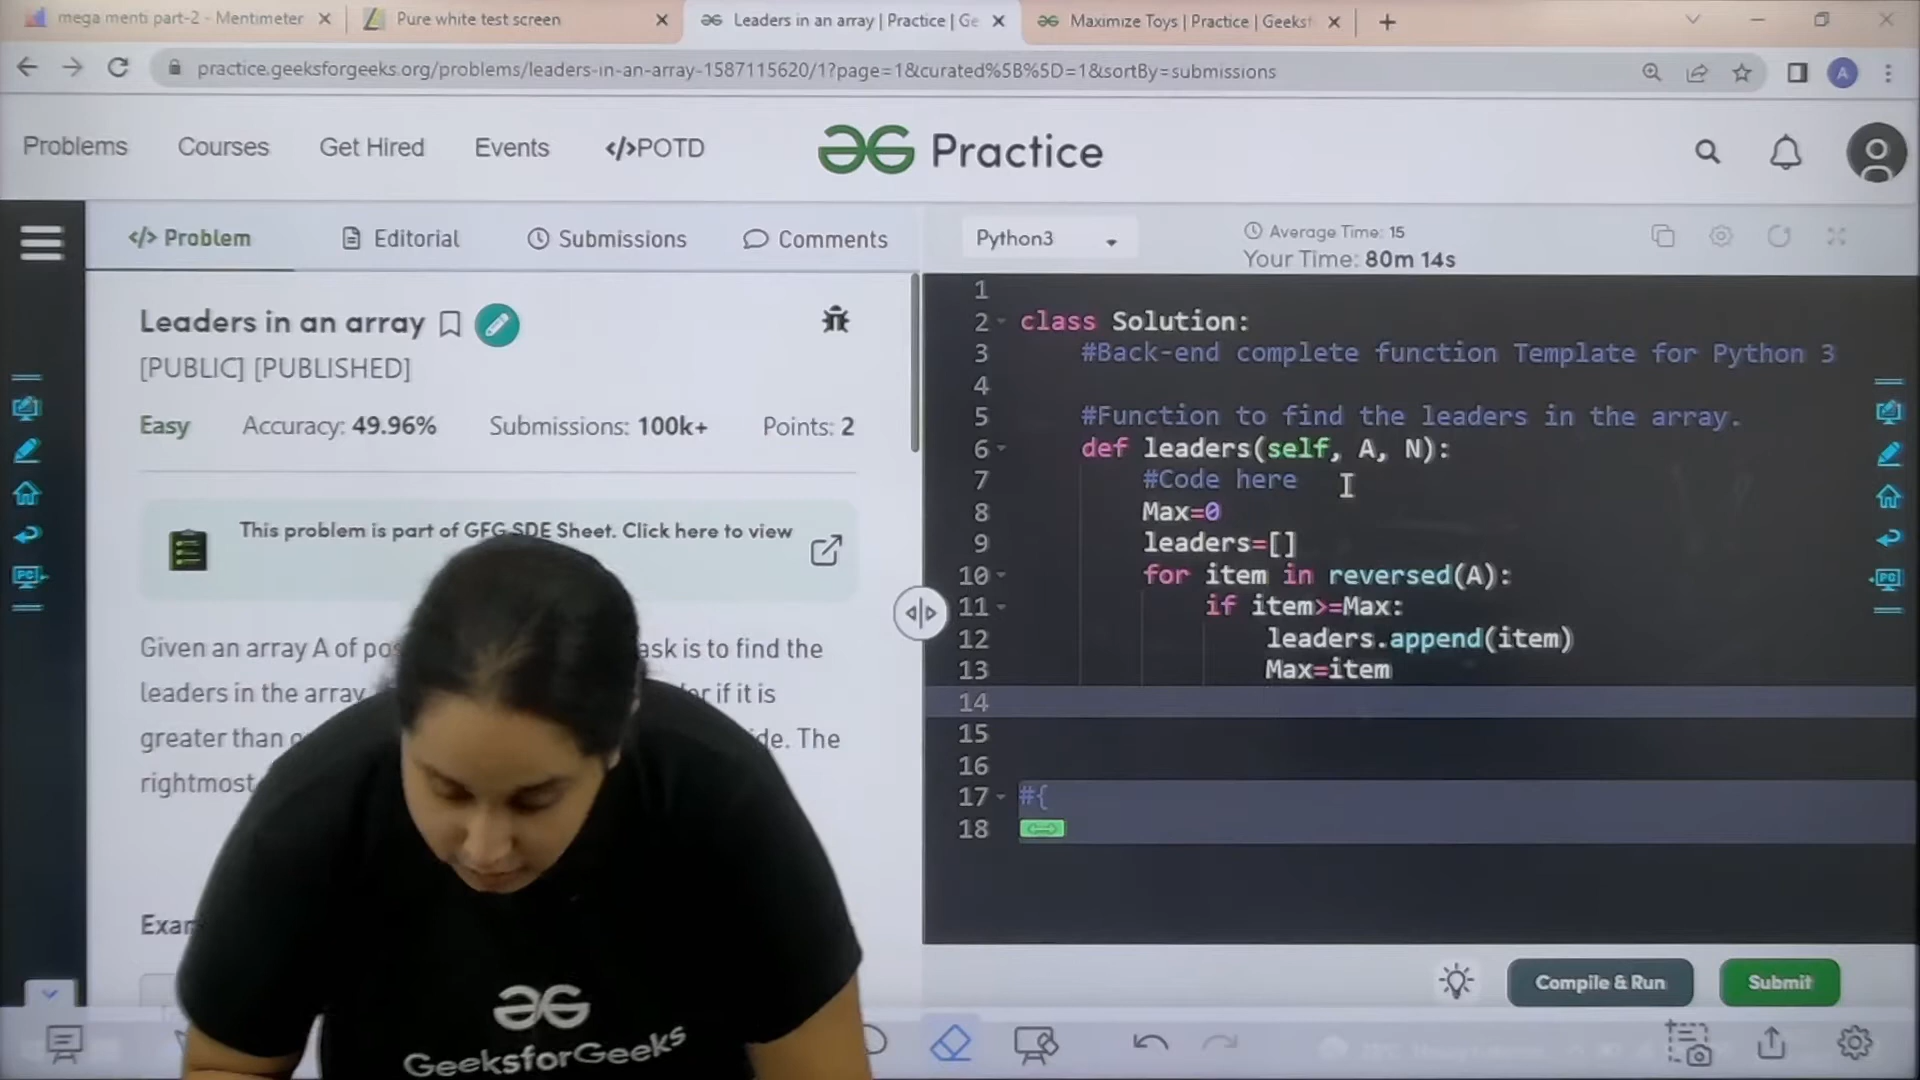 mega menti part-2 - Mentimeter
Pure white test screen
Leaders in an array | Practice | Ge
Maximize Toys | Practice | Geeks
practice.geeksforgeeks.org/problems/leaders-in-an-array-1587115620/1?page=1&curated%5B%5D=1&sortBy=submissions
A
Problems
Courses
Get Hired
Events
</>POTD
Practice
</> Problem
Editorial
Submissions
Comments
Python3
Average Time: 15
Your Time: 80m 14s
Leaders in an array
[PUBLIC] [PUBLISHED]
Easy
Accuracy: 49.96%
Submissions: 100k+
Points: 2
This problem is part of GFG SDE Sheet. Click here to view
Given an array A of pos ask is to find the
leaders in the array if it is
greater than The
rightmost
Exam
1
2 class Solution:
3 #Back-end complete function Template for Python 3
4
5 #Function to find the leaders in the array.
6 def leaders(self, A, N):
7 #Code here
8 Max=0
9 leaders=[]
10 for item in reversed(A):
11 if item>=Max:
12 leaders.append(item)
13 Max=item
14
15
16
17 #{
18
PC
PC
Compile & Run
Submit
GeeksforGeeks